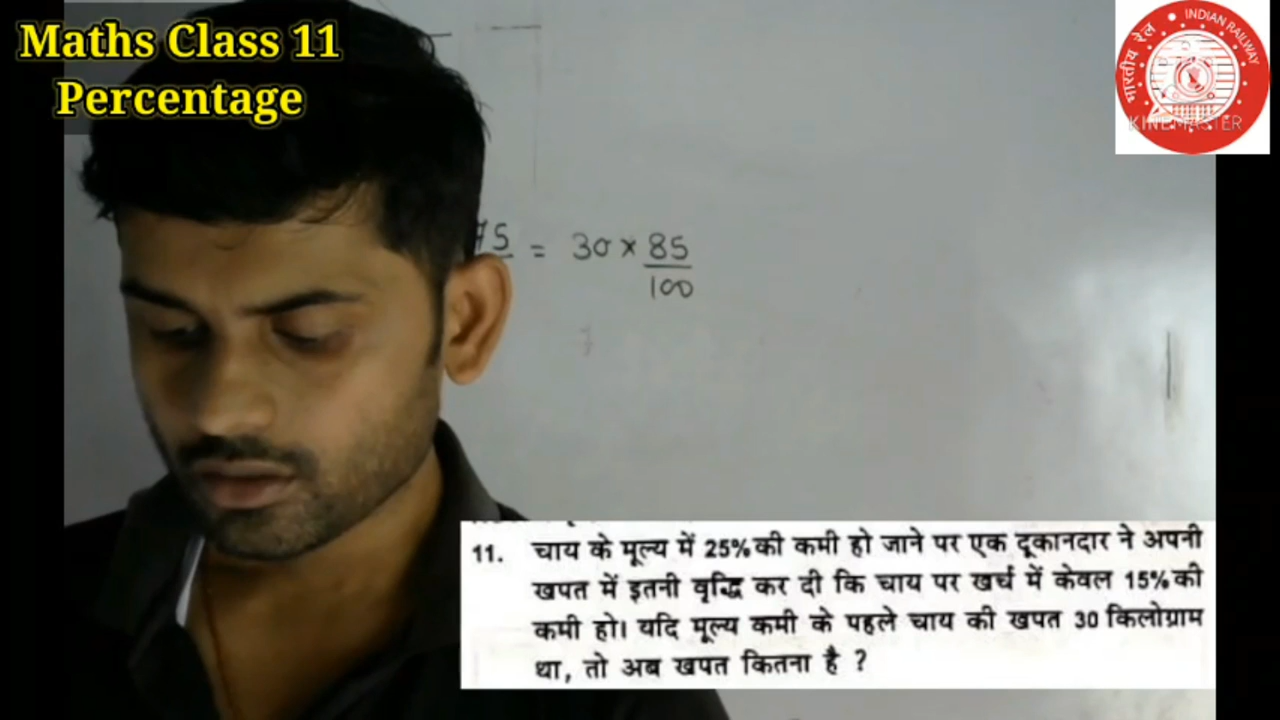 Maths Class 11
Percentage
भारतीय रेल INDIAN RAILWAY
KINEMASTER
75 = 30 × 85
100
11. चाय के मूल्य में 25% की कमी हो जाने पर एक दूकानदार ने अपनी
खपत में इतनी वृद्धि कर दी कि चाय पर खर्च में केवल 15% की
कमी हो। यदि मूल्य कमी के पहले चाय की खपत 30 किलोग्राम
था, तो अब खपत कितना है ?